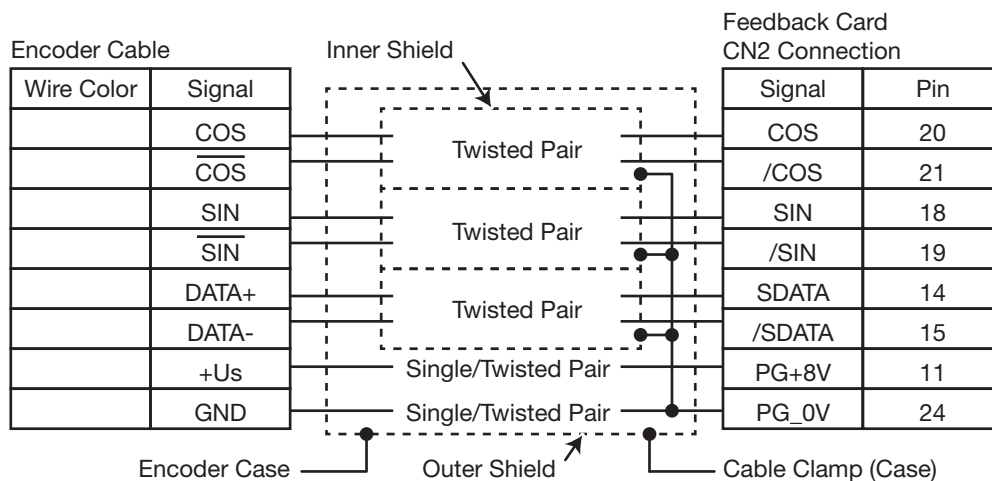 Feedback Card
Encoder Cable Inner Shield CN2 Connection
Wire Color Signal Signal Pin
COS Twisted Pair COS 20
C̅O̅S̅ /COS 21
SIN Twisted Pair SIN 18
S̅I̅N̅ /SIN 19
DATA+ Twisted Pair SDATA 14
DATA- /SDATA 15
+Us Single/Twisted Pair PG+8V 11
GND Single/Twisted Pair PG_0V 24
Encoder Case Outer Shield Cable Clamp (Case)